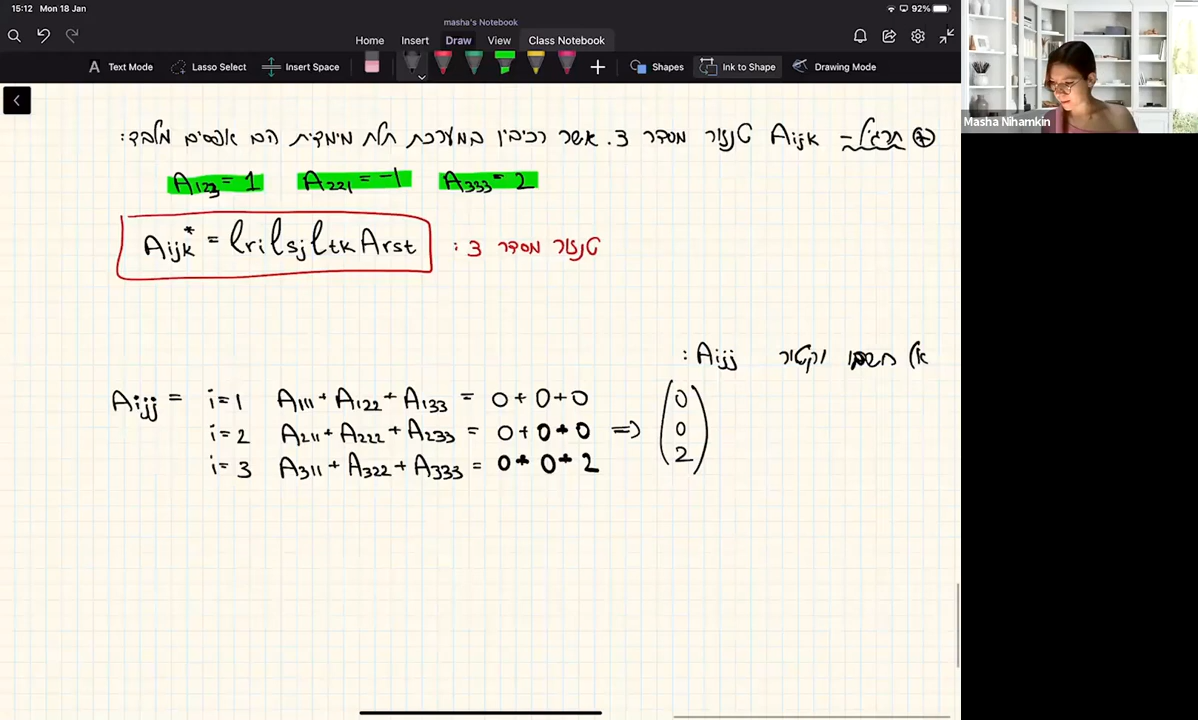 15:12 Mon 18 Jan
92%
masha's Notebook
Home Insert Draw View Class Notebook
Text Mode Lasso Select Insert Space Shapes Ink to Shape Drawing Mode
Masha Nihamkin
תרגיל - Aijk טנזור מסדר 3. אשר רכיביו במערכת תלת מימדית הם אפסים מלבד:
A123 = 1 A221 = -1 A333 = 2
טנזור מסדר 3:
Aijk* = lri lsj ltk Arst
א) חשבו וקטור Aijj:
Aijj = i=1 A111 + A122 + A133 = 0 + 0 + 0
i=2 A211 + A222 + A233 = 0 + 0 + 0 => (0 0 2)
i=3 A311 + A322 + A333 = 0 + 0 + 2